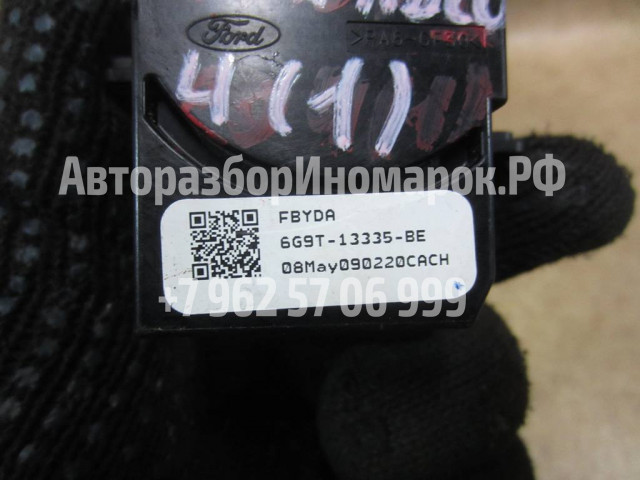 Ford
4(1)
АвторазборИномарок.РФ
FBYDA
6G9T-13335-BE
08May090220CACH
+7 962 57 06 999